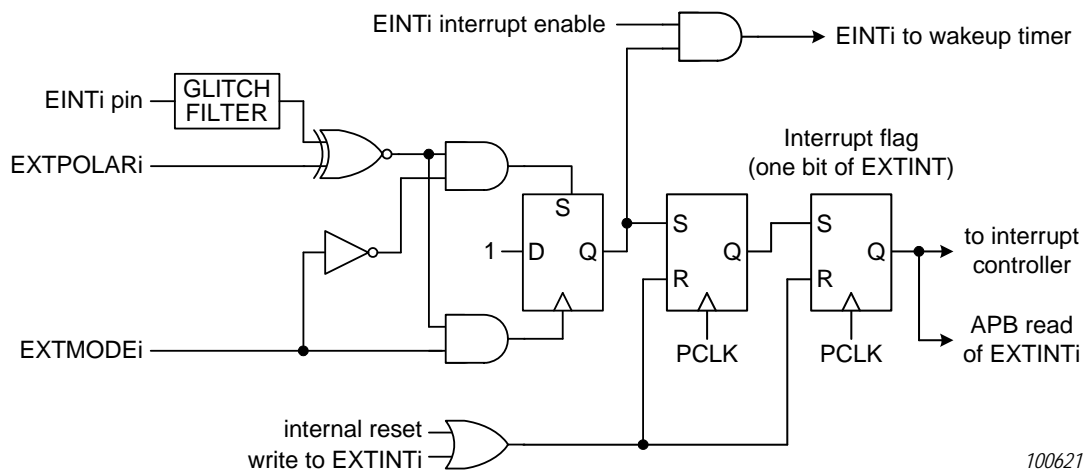 EINTi interrupt enable
EINTi to wakeup timer
EINTi pin
GLITCH
FILTER
EXTPOLARi
Interrupt flag
(one bit of EXTINT)
S
1
D
Q
S
Q
R
S
Q
R
to interrupt
controller
EXTMODEi
PCLK
PCLK
APB read
of EXTINTi
internal reset
write to EXTINTi
100621